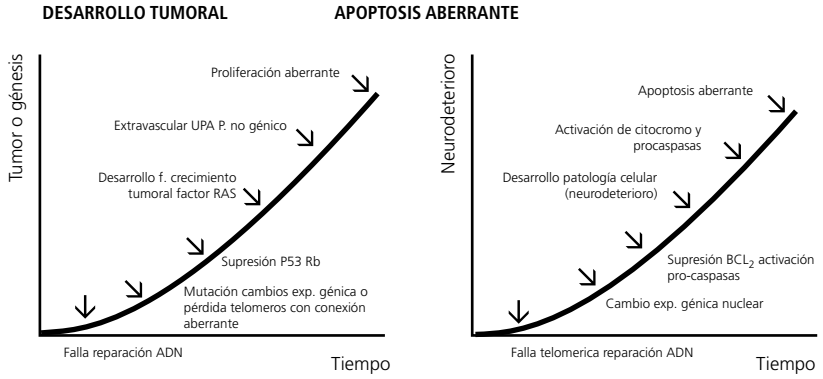 DESARROLLO TUMORAL
Tumor o génesis
Proliferación aberrante
Extravascular UPA P. no génico
Desarrollo f. crecimiento
tumoral factor RAS
Supresión P53 Rb
Mutación cambios exp. génica o
pérdida telomeros con conexión
aberrante
Falla reparación ADN
Tiempo
APOPTOSIS ABERRANTE
Neurodeterioro
Apoptosis aberrante
Activación de citocromo y
procaspasas
Desarrollo patología celular
(neurodeterioro)
Supresión BCL2 activación
pro-caspasas
Cambio exp. génica nuclear
Falla telomerica reparación ADN
Tiempo